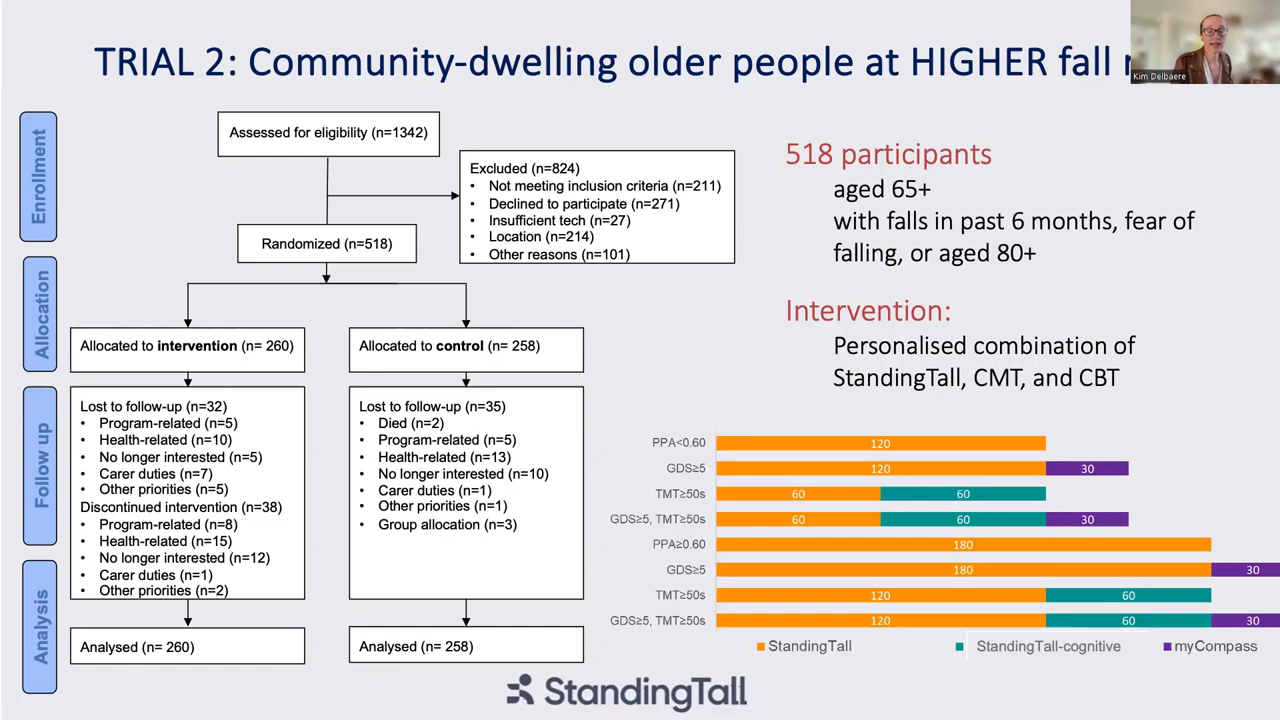 TRIAL 2: Community-dwelling older people at HIGHER fall
Kim Delbaere
Enrollment
Allocation
Follow up
Analysis
Assessed for eligibility (n=1342)
Excluded (n=824)
• Not meeting inclusion criteria (n=211)
• Declined to participate (n=271)
• Insufficient tech (n=27)
• Location (n=214)
• Other reasons (n=101)
Randomized (n=518)
Allocated to intervention (n= 260)
Allocated to control (n= 258)
Lost to follow-up (n=32)
• Program-related (n=5)
• Health-related (n=10)
• No longer interested (n=5)
• Carer duties (n=7)
• Other priorities (n=5)
Discontinued intervention (n=38)
• Program-related (n=8)
• Health-related (n=15)
• No longer interested (n=12)
• Carer duties (n=1)
• Other priorities (n=2)
Lost to follow-up (n=35)
• Died (n=2)
• Program-related (n=5)
• Health-related (n=13)
• No longer interested (n=10)
• Carer duties (n=1)
• Other priorities (n=1)
• Group allocation (n=3)
Analysed (n= 260)
Analysed (n= 258)
518 participants
aged 65+
with falls in past 6 months, fear of
falling, or aged 80+
Intervention:
Personalised combination of
StandingTall, CMT, and CBT
PPA<0.60 120
GDS≥5 120 30
TMT≥50s 60 60
GDS≥5, TMT≥50s 60 60 30
PPA≥0.60 180
GDS≥5 180 30
TMT≥50s 120 60
GDS≥5, TMT≥50s 120 60 30
StandingTall StandingTall-cognitive myCompass
StandingTall